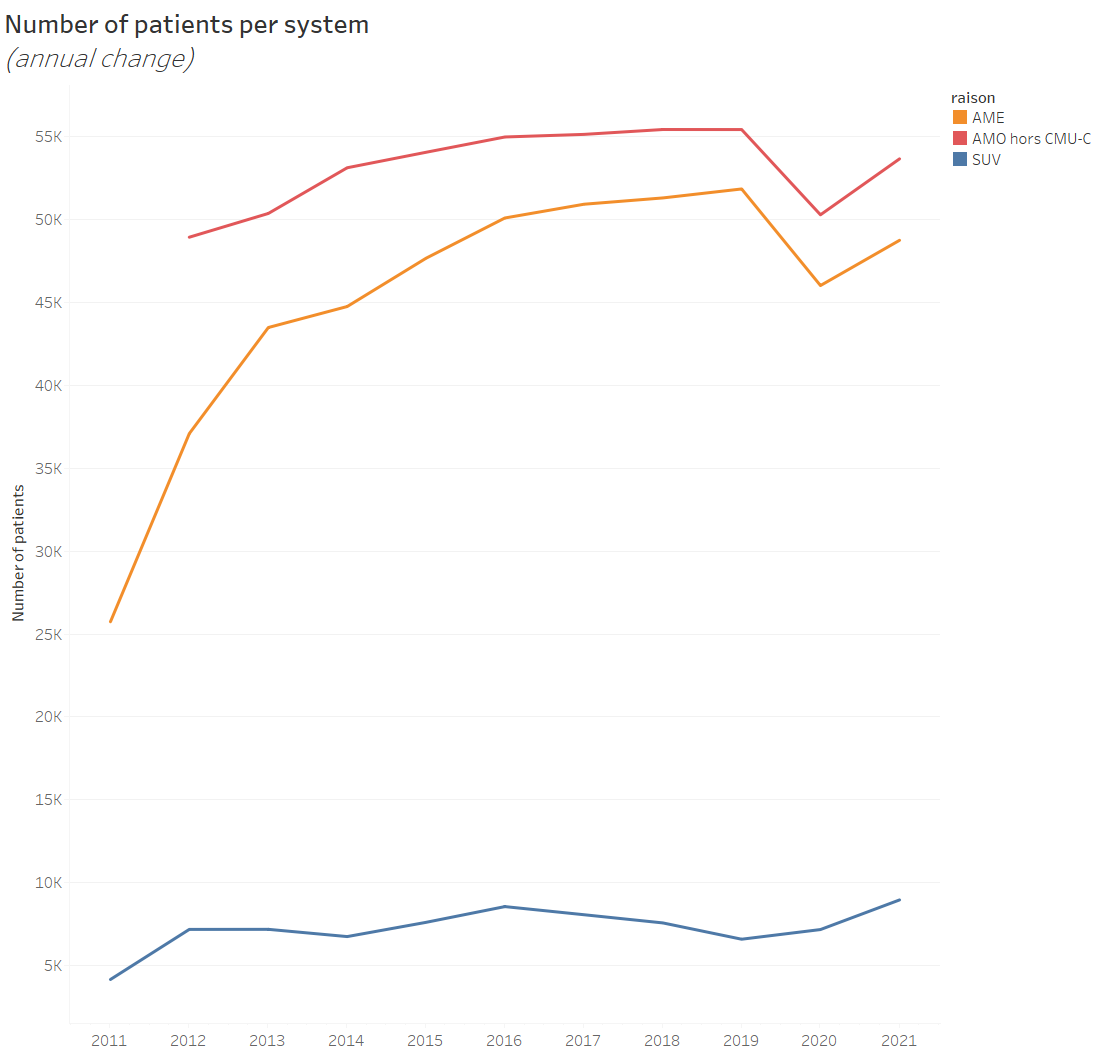 Number of patients per system
(annual change)
raison
AME
AMO hors CMU-C
SUV
Number of patients
55K
50K
45K
40K
35K
30K
25K
20K
15K
10K
5K
2011 2012 2013 2014 2015 2016 2017 2018 2019 2020 2021